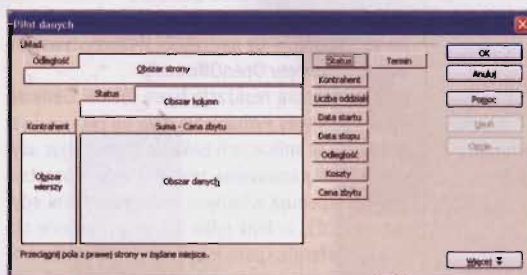 Pilot danych
Układ
Odległość
Obszar strony
Status
Obszar kolumn
Kontrahent
Suma - Cena zbytu
Obszar wierszy
Obszar danych
Status
Termin
Kontrahent
Liczba oddział
Data startu
Data stopu
Odległość
Koszty
Cena zbytu
OK
Anuluj
Pomoc
Usuń
Opcje
Więcej
Przeciągnij pola z prawej strony w żądane miejsce.